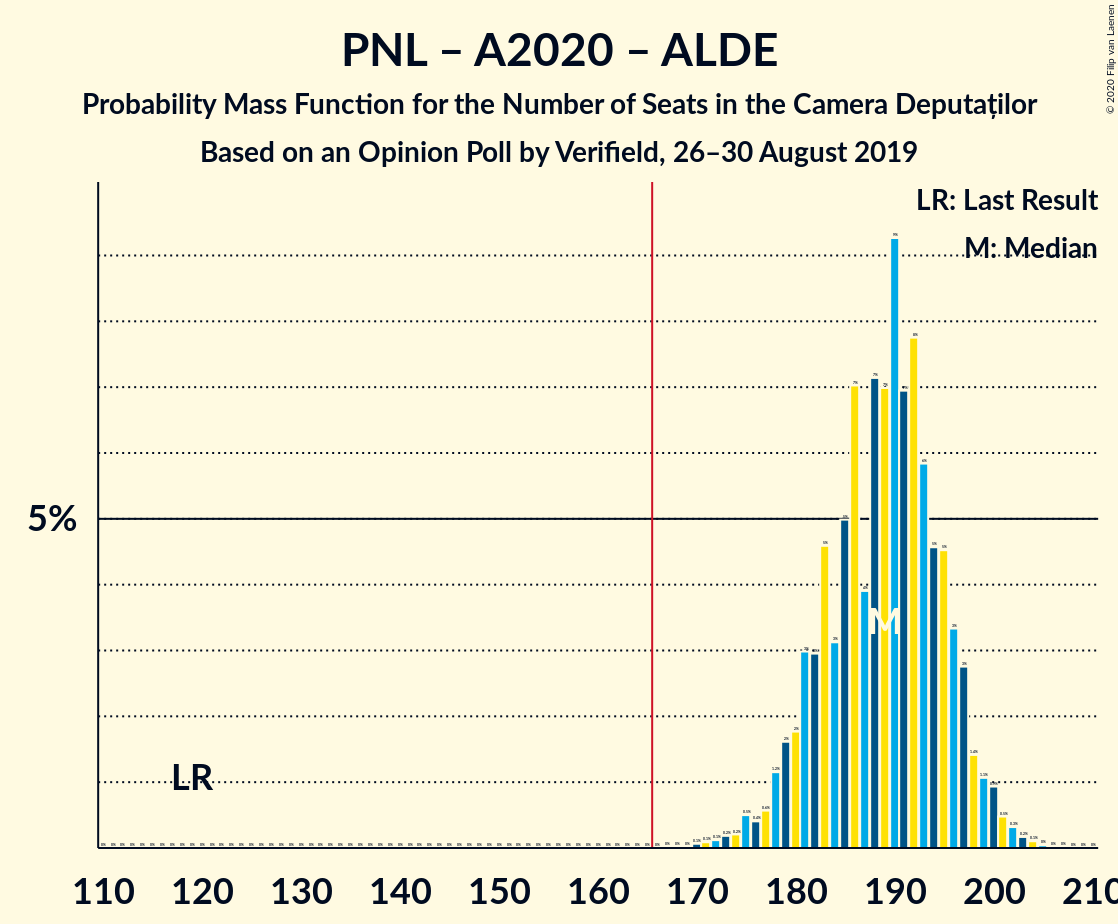 PNL – A2020 – ALDE
Probability Mass Function for the Number of Seats in the Camera Deputaților
Based on an Opinion Poll by Verifield, 26–30 August 2019
© 2020 Filip van Laenen
LR: Last Result
M: Median
5%
LR
M
110 120 130 140 150 160 170 180 190 200 210